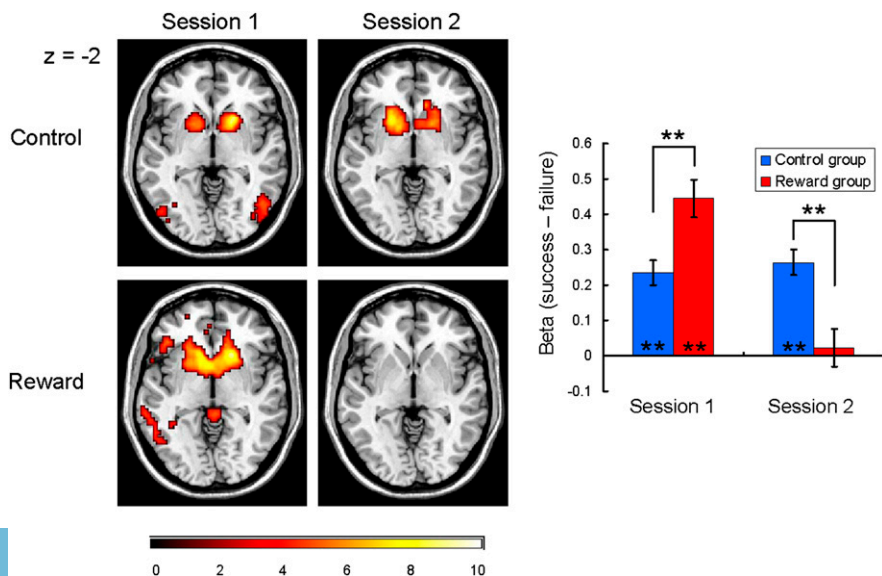 Session 1
Session 2
z = -2
Control
Reward
0 2 4 6 8 10
**
**
Control group
Reward group
0.6
0.5
0.4
0.3
0.2
0.1
0
-0.1
Beta (success – failure)
** ** **
Session 1
Session 2